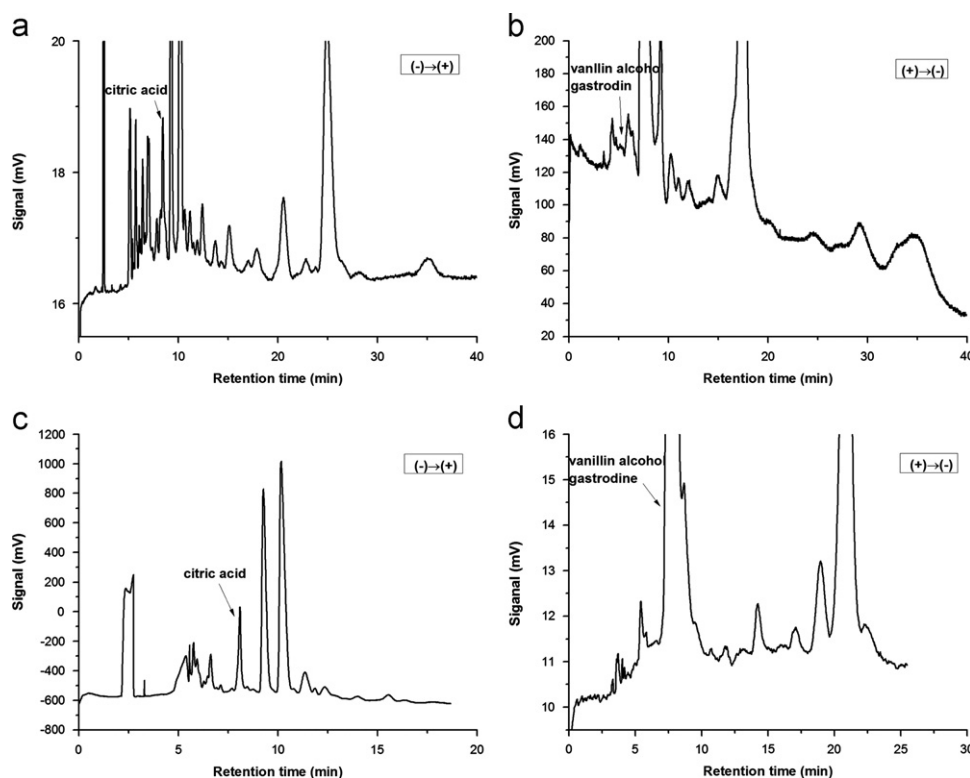 a
20
18
16
Signal (mV)
(-)→(+)
citric acid
0 10 20 30 40
Retention time (min)
b
200
180
160
140
120
100
80
60
40
20
Signal (mV)
(+)→(-)
vanllin alcohol
gastrodin
0 10 20 30 40
Retention time (min)
c
1200
1000
800
600
400
200
0
-200
-400
-600
-800
Signal (mV)
(-)→(+)
citric acid
0 5 10 15 20
Retention time (min)
d
16
15
14
13
12
11
10
Siganal (mV)
(+)→(-)
vanillin alcohol
gastrodine
0 5 10 15 20 25 30
Retention time (min)